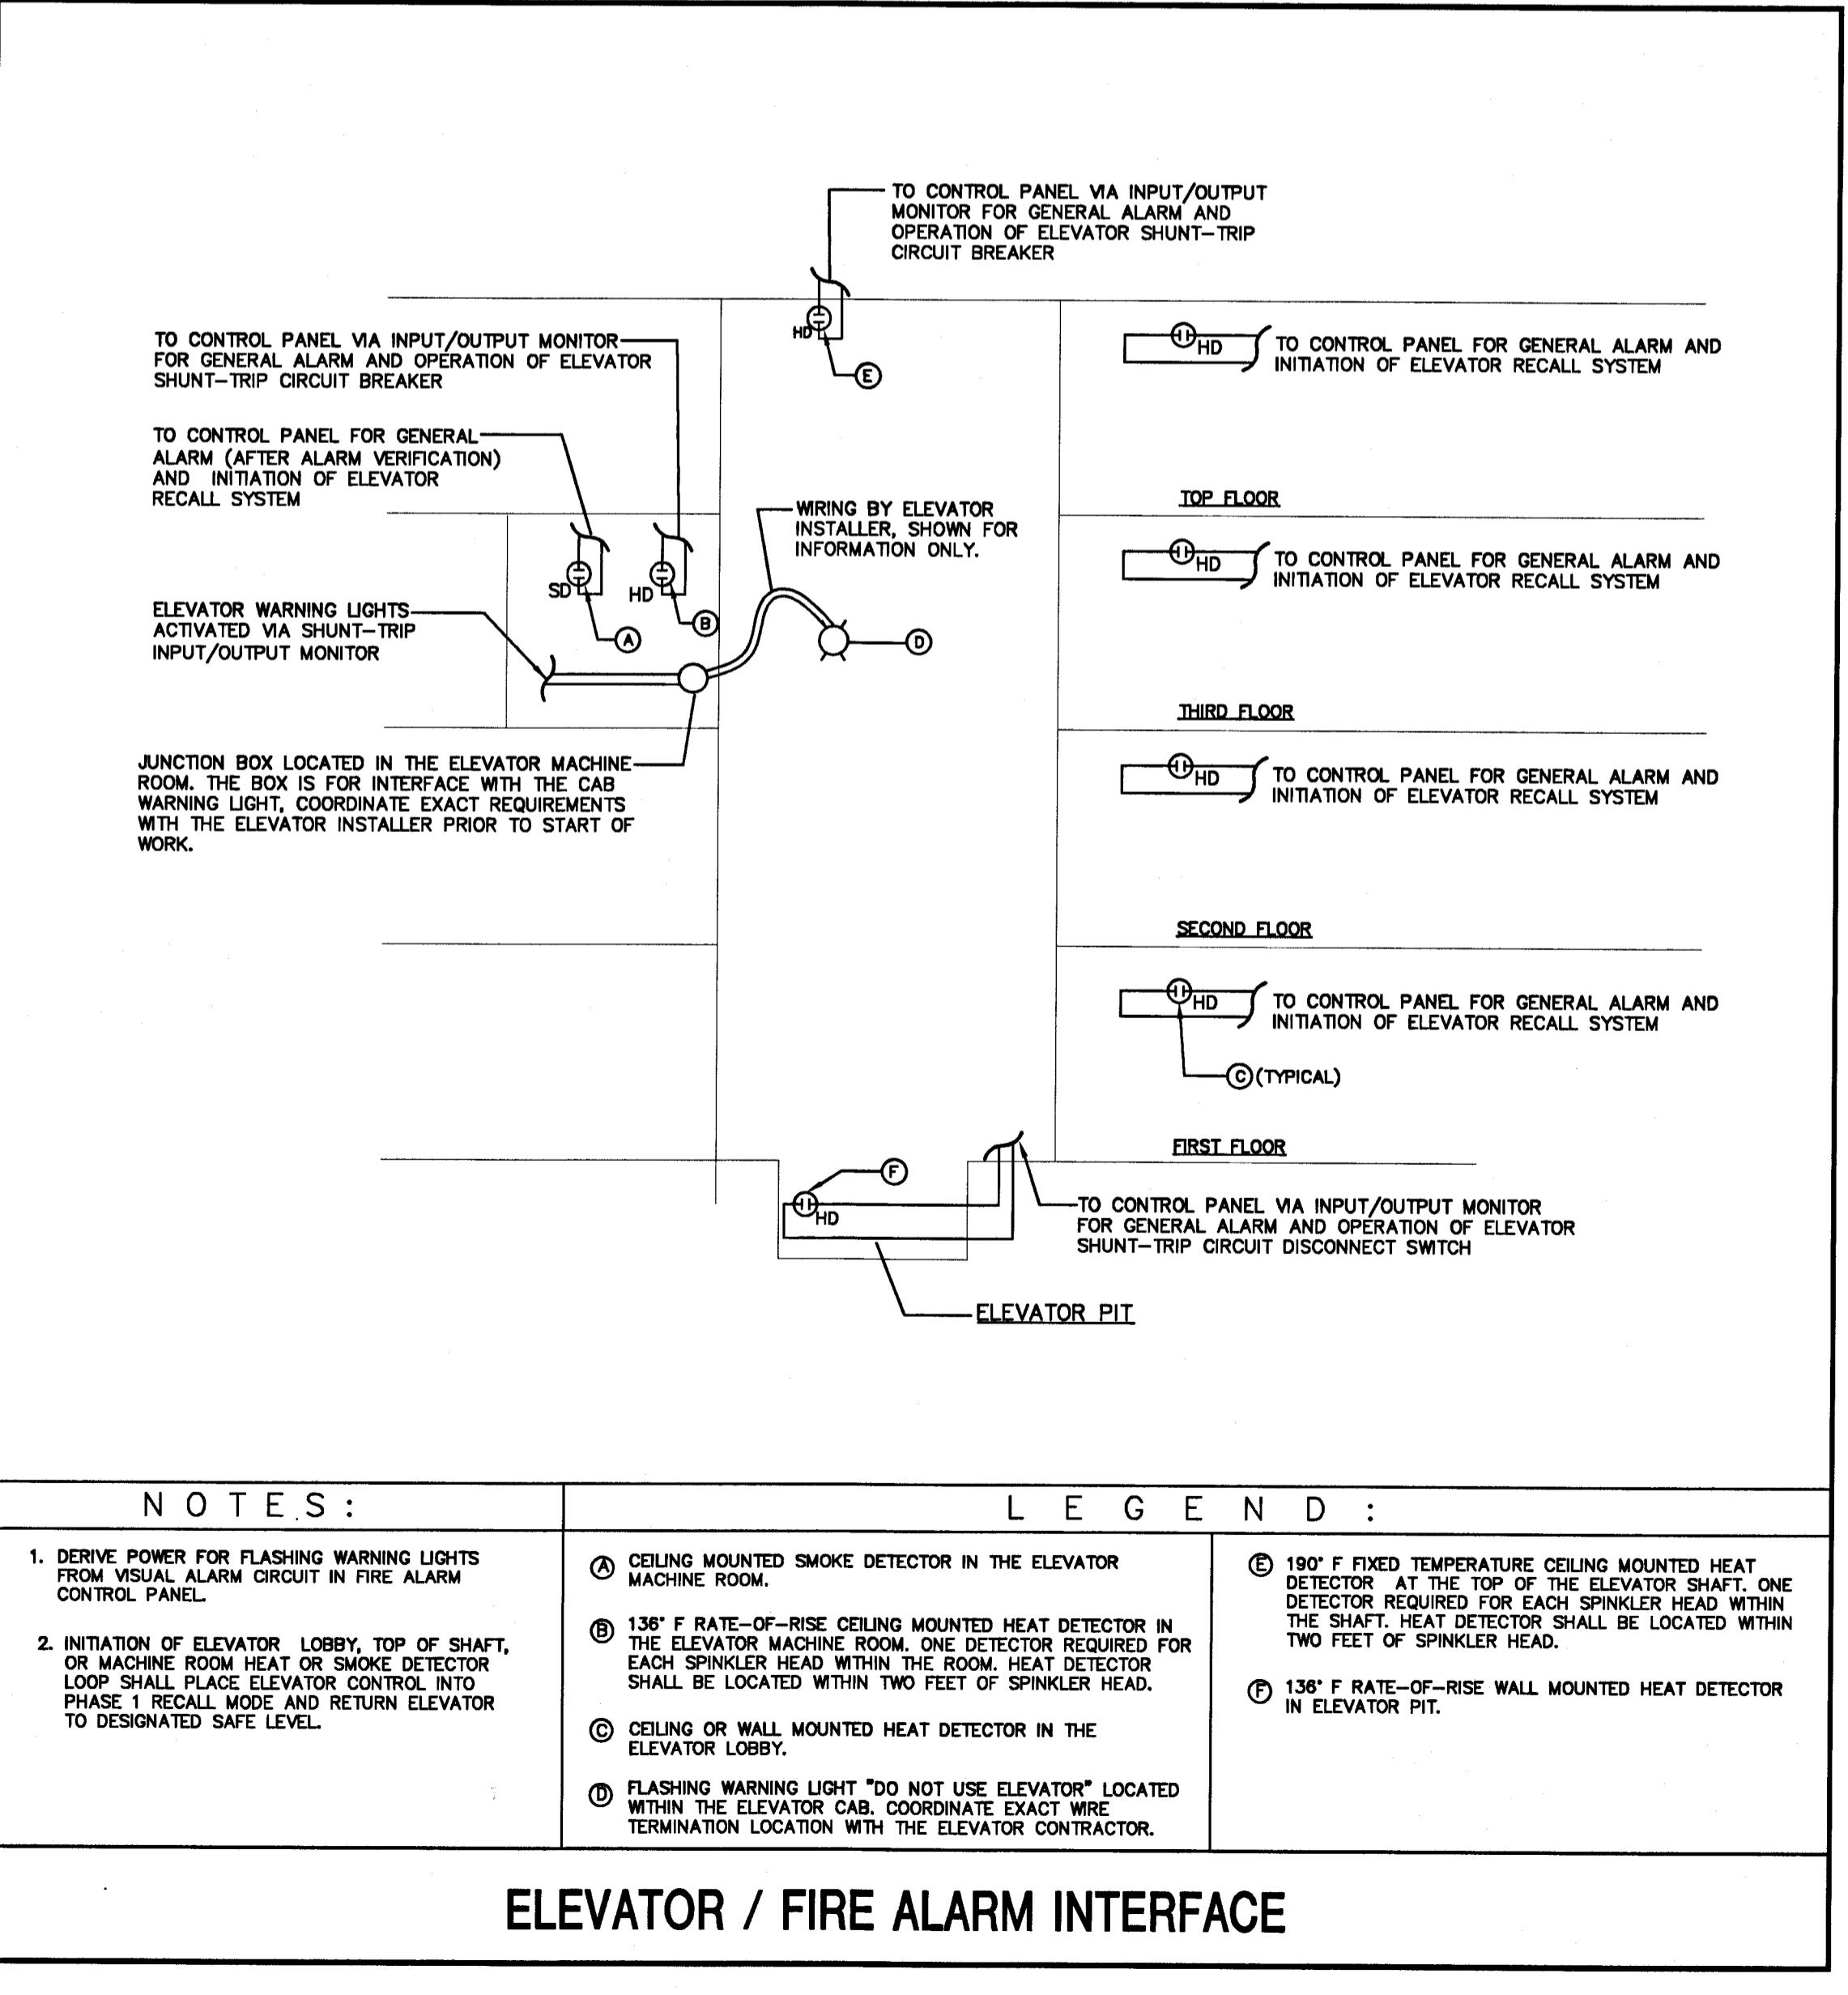 TO CONTROL PANEL VIA INPUT/OUTPUT
MONITOR FOR GENERAL ALARM AND
OPERATION OF ELEVATOR SHUNT-TRIP
CIRCUIT BREAKER
HD
E
TO CONTROL PANEL VIA INPUT/OUTPUT MONITOR
FOR GENERAL ALARM AND OPERATION OF ELEVATOR
SHUNT-TRIP CIRCUIT BREAKER
HD
TO CONTROL PANEL FOR GENERAL ALARM AND
INITIATION OF ELEVATOR RECALL SYSTEM
TO CONTROL PANEL FOR GENERAL
ALARM (AFTER ALARM VERIFICATION)
AND INITIATION OF ELEVATOR
RECALL SYSTEM
TOP FLOOR
WIRING BY ELEVATOR
INSTALLER, SHOWN FOR
INFORMATION ONLY.
HD
TO CONTROL PANEL FOR GENERAL ALARM AND
INITIATION OF ELEVATOR RECALL SYSTEM
SD
HD
A
B
D
ELEVATOR WARNING LIGHTS
ACTIVATED VIA SHUNT-TRIP
INPUT/OUTPUT MONITOR
THIRD FLOOR
JUNCTION BOX LOCATED IN THE ELEVATOR MACHINE
ROOM. THE BOX IS FOR INTERFACE WITH THE CAB
WARNING LIGHT, COORDINATE EXACT REQUIREMENTS
WITH THE ELEVATOR INSTALLER PRIOR TO START OF
WORK.
HD
TO CONTROL PANEL FOR GENERAL ALARM AND
INITIATION OF ELEVATOR RECALL SYSTEM
SECOND FLOOR
HD
TO CONTROL PANEL FOR GENERAL ALARM AND
INITIATION OF ELEVATOR RECALL SYSTEM
C (TYPICAL)
FIRST FLOOR
F
HD
TO CONTROL PANEL VIA INPUT/OUTPUT MONITOR
FOR GENERAL ALARM AND OPERATION OF ELEVATOR
SHUNT-TRIP CIRCUIT DISCONNECT SWITCH
ELEVATOR PIT
NOTES:
1. DERIVE POWER FOR FLASHING WARNING LIGHTS
FROM VISUAL ALARM CIRCUIT IN FIRE ALARM
CONTROL PANEL.
2. INITIATION OF ELEVATOR LOBBY, TOP OF SHAFT,
OR MACHINE ROOM HEAT OR SMOKE DETECTOR
LOOP SHALL PLACE ELEVATOR CONTROL INTO
PHASE 1 RECALL MODE AND RETURN ELEVATOR
TO DESIGNATED SAFE LEVEL.
LEGEND:
A CEILING MOUNTED SMOKE DETECTOR IN THE ELEVATOR
MACHINE ROOM.
B 136° F RATE-OF-RISE CEILING MOUNTED HEAT DETECTOR IN
THE ELEVATOR MACHINE ROOM. ONE DETECTOR REQUIRED FOR
EACH SPINKLER HEAD WITHIN THE ROOM. HEAT DETECTOR
SHALL BE LOCATED WITHIN TWO FEET OF SPINKLER HEAD.
C CEILING OR WALL MOUNTED HEAT DETECTOR IN THE
ELEVATOR LOBBY.
D FLASHING WARNING LIGHT "DO NOT USE ELEVATOR" LOCATED
WITHIN THE ELEVATOR CAB. COORDINATE EXACT WIRE
TERMINATION LOCATION WITH THE ELEVATOR CONTRACTOR.
E 190° F FIXED TEMPERATURE CEILING MOUNTED HEAT
DETECTOR AT THE TOP OF THE ELEVATOR SHAFT. ONE
DETECTOR REQUIRED FOR EACH SPINKLER HEAD WITHIN
THE SHAFT. HEAT DETECTOR SHALL BE LOCATED WITHIN
TWO FEET OF SPINKLER HEAD.
F 136° F RATE-OF-RISE WALL MOUNTED HEAT DETECTOR
IN ELEVATOR PIT.
ELEVATOR / FIRE ALARM INTERFACE